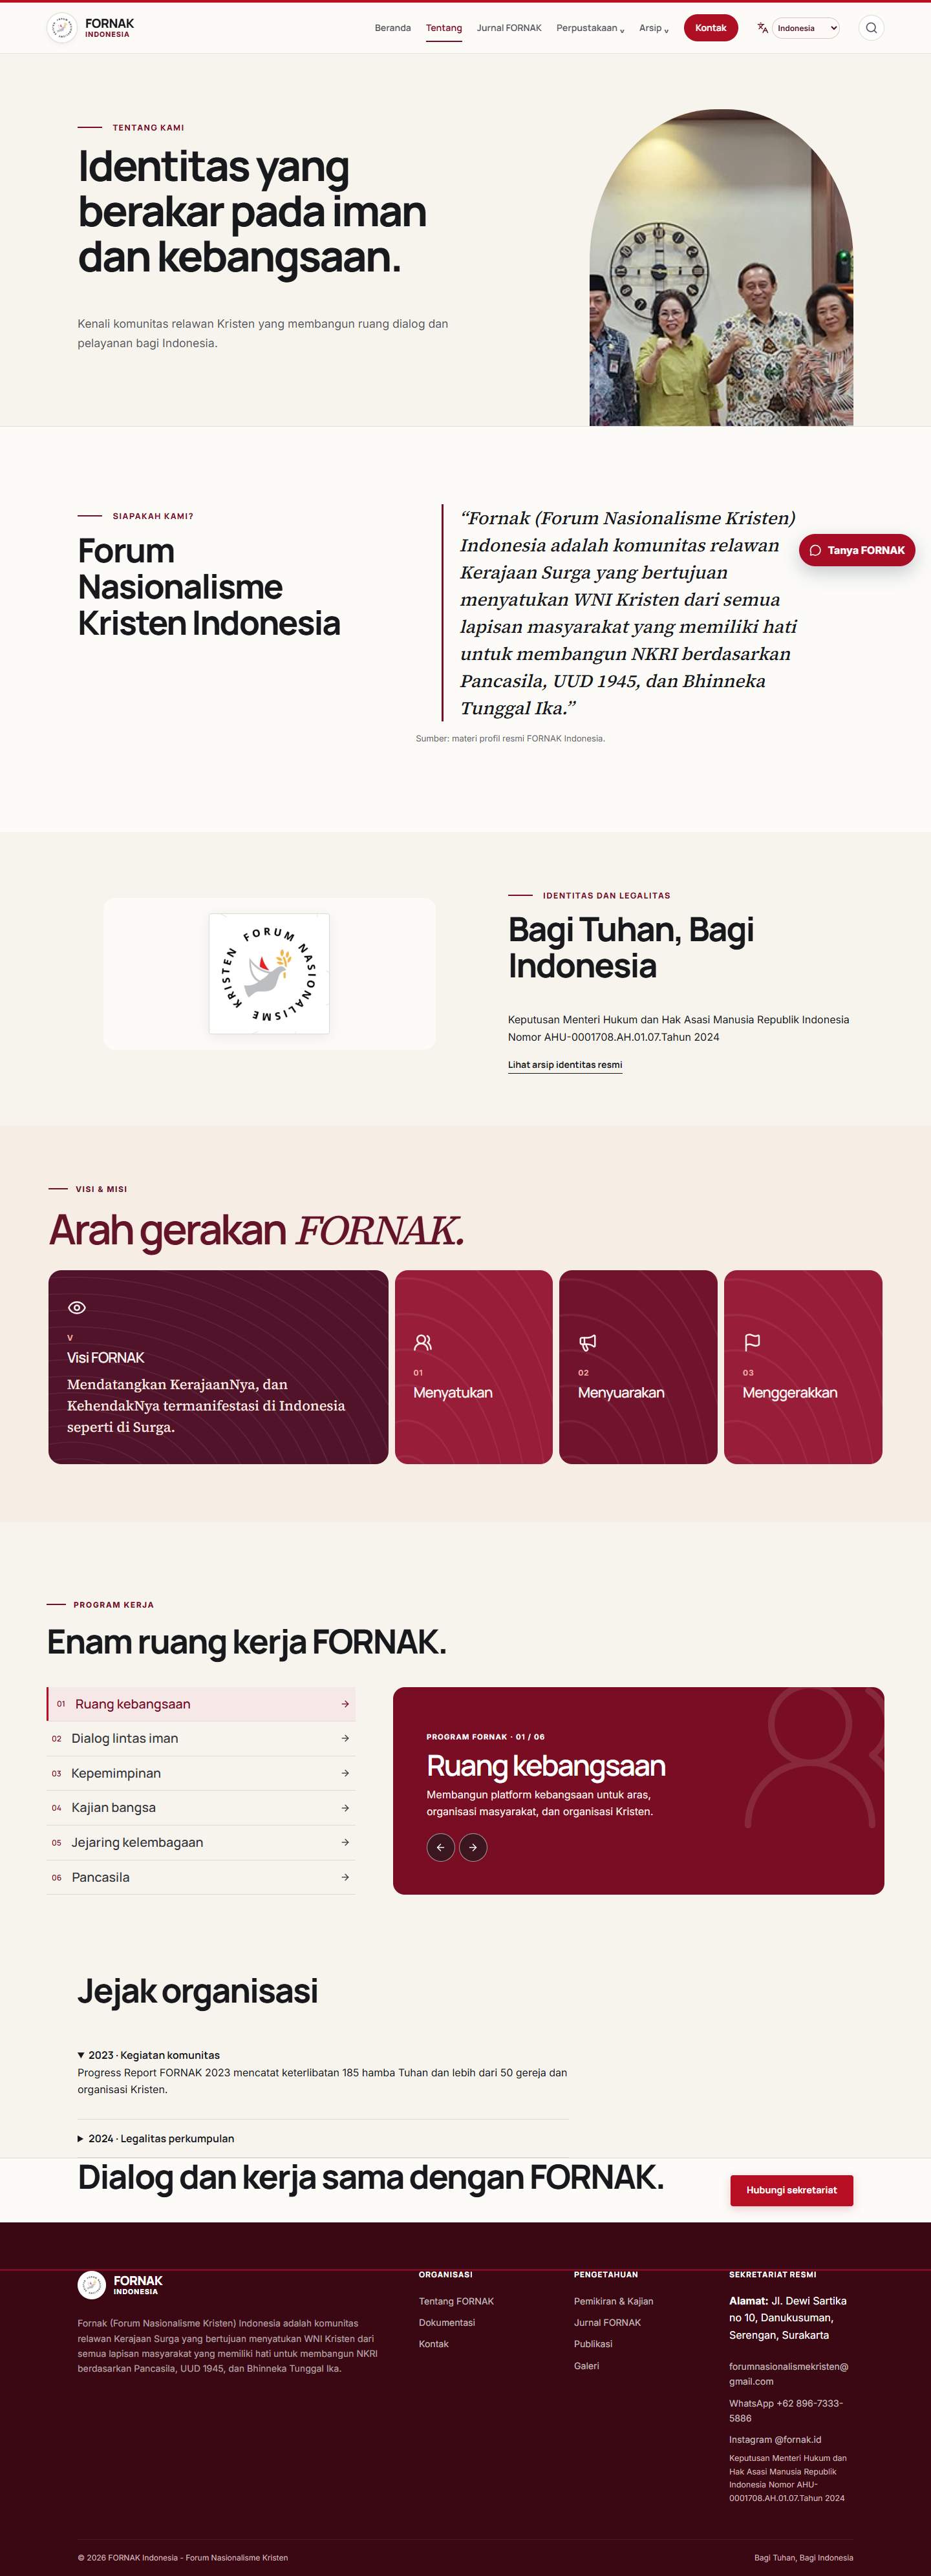 FORNAK
INDONESIA
Beranda
Tentang
Jurnal FORNAK
Perpustakaan
Arsip
Kontak
Indonesia
TENTANG KAMI
Identitas yang
berakar pada iman
dan kebangsaan.
Kenali komunitas relawan Kristen yang membangun ruang dialog dan
pelayanan bagi Indonesia.
SIAPAKAH KAMI?
Forum
Nasionalisme
Kristen Indonesia
“Fornak (Forum Nasionalisme Kristen)
Indonesia adalah komunitas relawan
Kerajaan Surga yang bertujuan
menyatukan WNI Kristen dari semua
lapisan masyarakat yang memiliki hati
untuk membangun NKRI berdasarkan
Pancasila, UUD 1945, dan Bhinneka
Tunggal Ika.”
Sumber: materi profil resmi FORNAK Indonesia.
Tanya FORNAK
FORUM NASIONALISME KRISTEN
IDENTITAS DAN LEGALITAS
Bagi Tuhan, Bagi
Indonesia
Keputusan Menteri Hukum dan Hak Asasi Manusia Republik Indonesia
Nomor AHU-0001708.AH.01.07.Tahun 2024
Lihat arsip identitas resmi
VISI & MISI
Arah gerakan FORNAK.
V
Visi FORNAK
Mendatangkan KerajaanNya, dan
KehendakNya termanifestasi di Indonesia
seperti di Surga.
01
Menyatukan
02
Menyuarakan
03
Menggerakkan
PROGRAM KERJA
Enam ruang kerja FORNAK.
01 Ruang kebangsaan →
02 Dialog lintas iman →
03 Kepemimpinan →
04 Kajian bangsa →
05 Jejaring kelembagaan →
06 Pancasila →
PROGRAM FORNAK · 01 / 06
Ruang kebangsaan
Membangun platform kebangsaan untuk aras,
organisasi masyarakat, dan organisasi Kristen.
← →
Jejak organisasi
▼ 2023 · Kegiatan komunitas
Progress Report FORNAK 2023 mencatat keterlibatan 185 hamba Tuhan dan lebih dari 50 gereja dan
organisasi Kristen.
▶ 2024 · Legalitas perkumpulan
Dialog dan kerja sama dengan FORNAK.
Hubungi sekretariat
FORNAK
INDONESIA
Fornak (Forum Nasionalisme Kristen) Indonesia adalah komunitas
relawan Kerajaan Surga yang bertujuan menyatukan WNI Kristen dari
semua lapisan masyarakat yang memiliki hati untuk membangun NKRI
berdasarkan Pancasila, UUD 1945, dan Bhinneka Tunggal Ika.
ORGANISASI
Tentang FORNAK
Dokumentasi
Kontak
PENGETAHUAN
Pemikiran & Kajian
Jurnal FORNAK
Publikasi
Galeri
SEKRETARIAT RESMI
Alamat: Jl. Dewi Sartika
no 10, Danukusuman,
Serengan, Surakarta
forumnasionalismekristen@
gmail.com
WhatsApp +62 896-7333-
5886
Instagram @fornak.id
Keputusan Menteri Hukum dan
Hak Asasi Manusia Republik
Indonesia Nomor AHU-
0001708.AH.01.07.Tahun 2024
© 2026 FORNAK Indonesia - Forum Nasionalisme Kristen
Bagi Tuhan, Bagi Indonesia